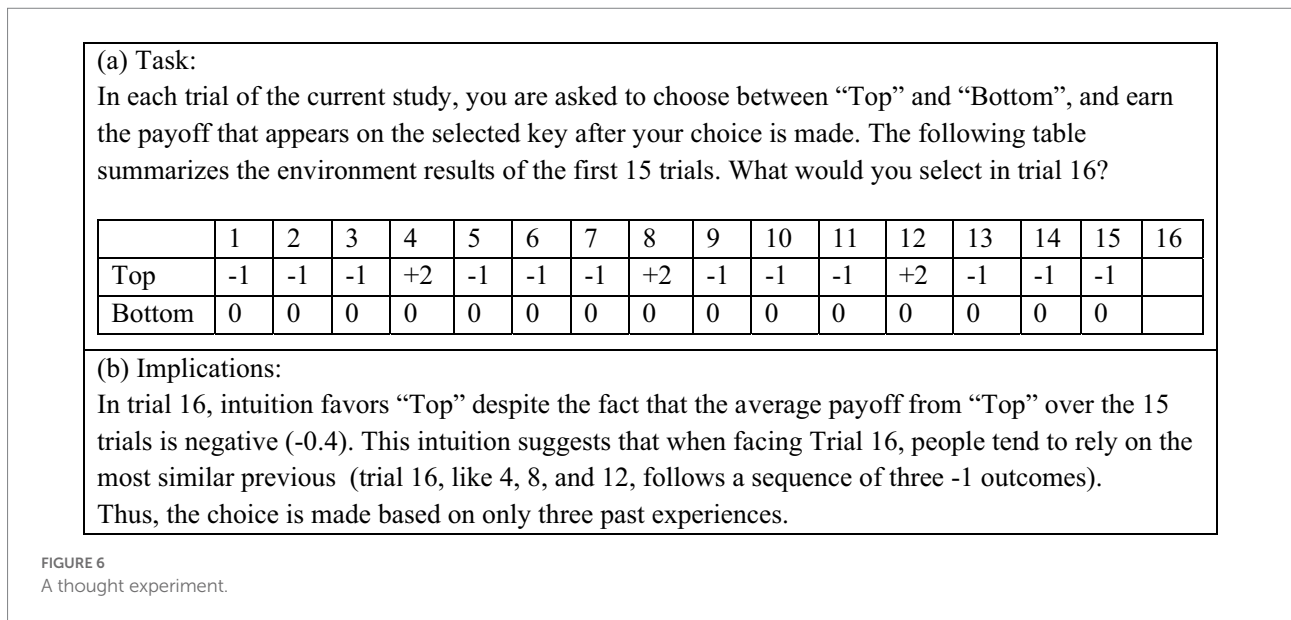 (a) Task:
In each trial of the current study, you are asked to choose between “Top” and “Bottom”, and earn
the payoff that appears on the selected key after your choice is made. The following table
summarizes the environment results of the first 15 trials. What would you select in trial 16?
1 2 3 4 5 6 7 8 9 10 11 12 13 14 15 16
Top -1 -1 -1 +2 -1 -1 -1 +2 -1 -1 -1 +2 -1 -1 -1
Bottom 0 0 0 0 0 0 0 0 0 0 0 0 0 0 0
(b) Implications:
In trial 16, intuition favors “Top” despite the fact that the average payoff from “Top” over the 15
trials is negative (-0.4). This intuition suggests that when facing Trial 16, people tend to rely on the
most similar previous (trial 16, like 4, 8, and 12, follows a sequence of three -1 outcomes).
Thus, the choice is made based on only three past experiences.
FIGURE 6
A thought experiment.